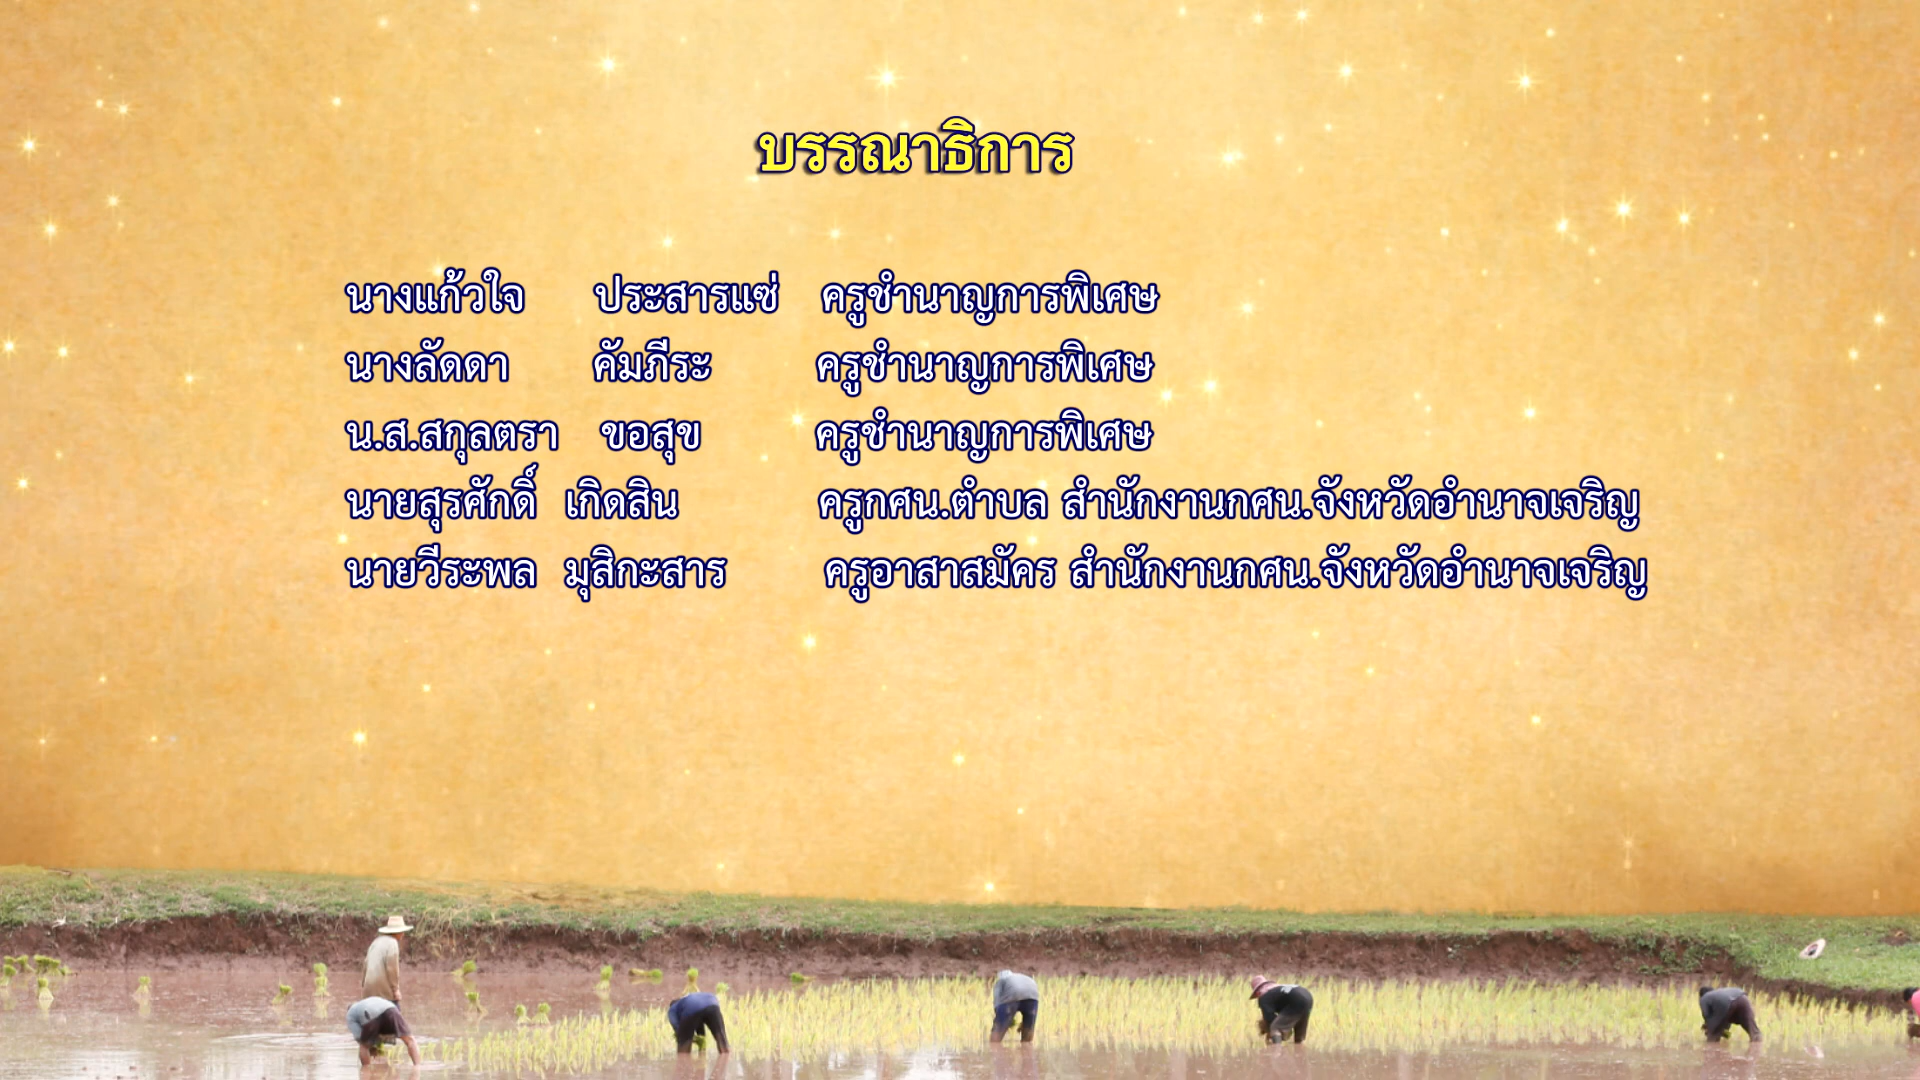 บรรณาธิการ
นางแก้วใจ ประสารแซ่ ครูชำนาญการพิเศษ
นางลัดดา คัมภีระ ครูชำนาญการพิเศษ
น.ส.สกุลตรา ขอสุข ครูชำนาญการพิเศษ
นายสุรศักดิ์ เกิดสิน ครูกศน.ตำบล สำนักงานกศน.จังหวัดอำนาจเจริญ
นายวีระพล มุสิกะสาร ครูอาสาสมัคร สำนักงานกศน.จังหวัดอำนาจเจริญ